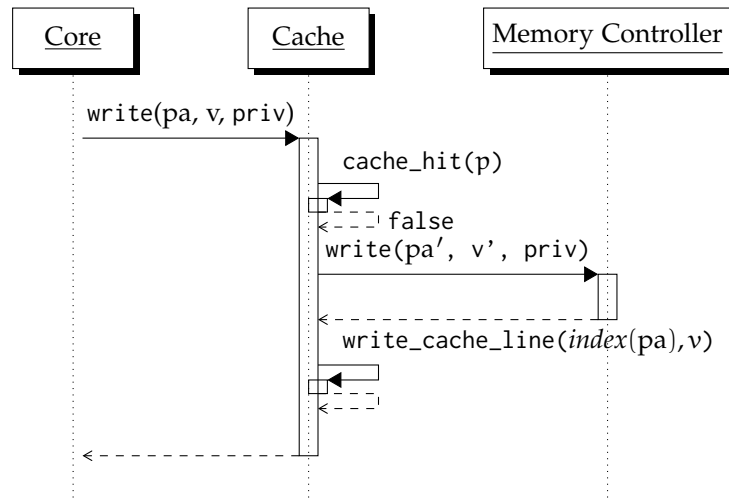 Core
Cache
Memory Controller
write(pa, v, priv)
cache_hit(p)
false
write(pa′, v’, priv)
write_cache_line(index(pa),v)